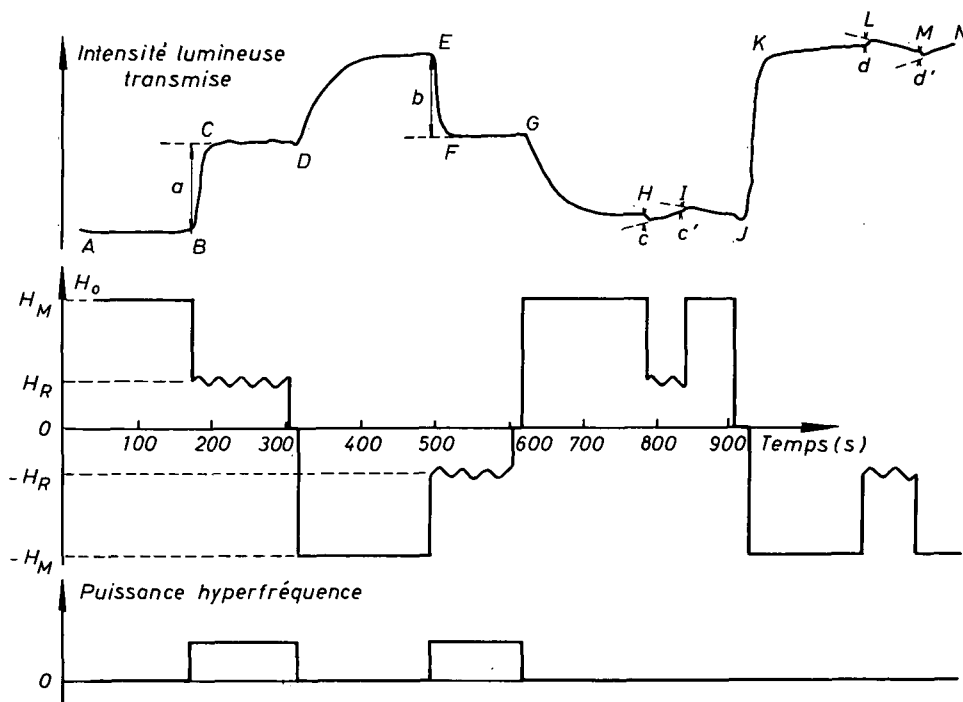 Intensité lumineuse
transmise
A
B
C
D
E
F
G
H
I
J
K
L
M
N
a
b
c
c'
d
d'
H₀
H_M
H_R
0
-H_R
-H_M
100 200 300 400 500 600 700 800 900 Temps(s)
Puissance hyperfréquence
0